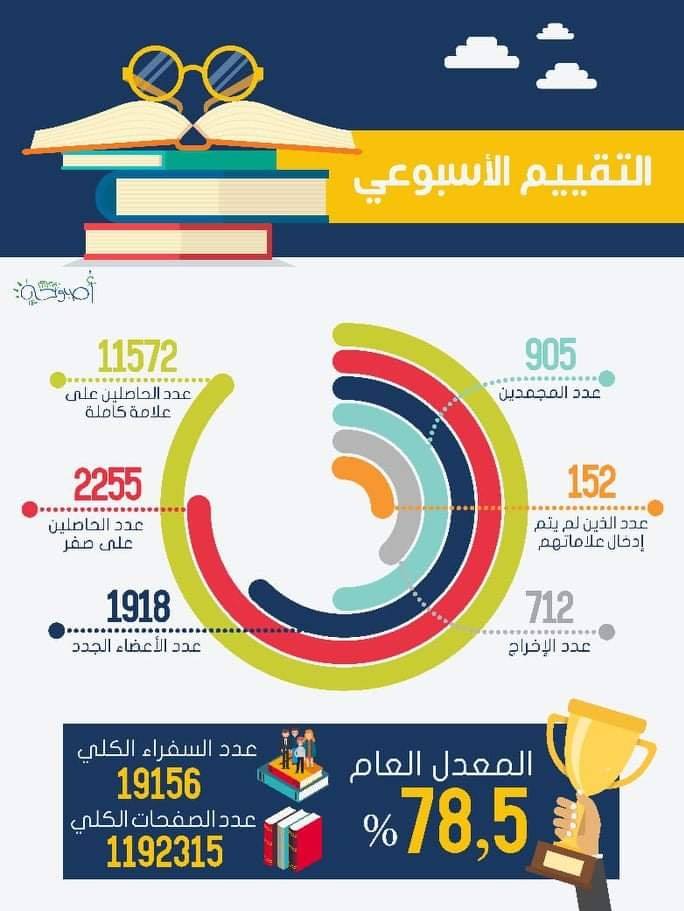 التقييم الأسبوعي
أصبوحة
905
عدد المجمدين
11572
عدد الحاصلين على
علامة كاملة
152
عدد الذين لم يتم
إدخال علاماتهم
2255
عدد الحاصلين
على صفر
712
عدد الإخراج
1918
عدد الأعضاء الجدد
المعدل العام
% 78,5
عدد السفراء الكلي
19156
عدد الصفحات الكلي
1192315